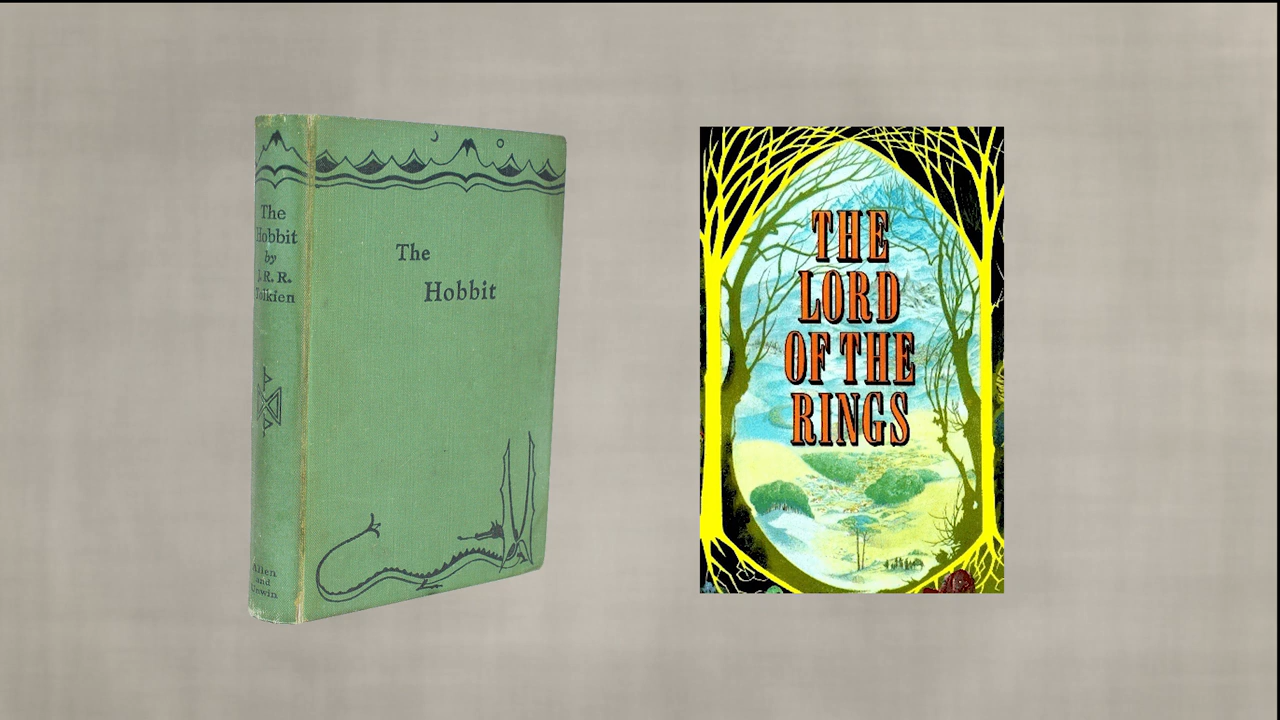 The
Hobbit
by
J. R. R.
Tolkien
Allen
and
Unwin
The
Hobbit
THE
LORD
OF THE
RINGS